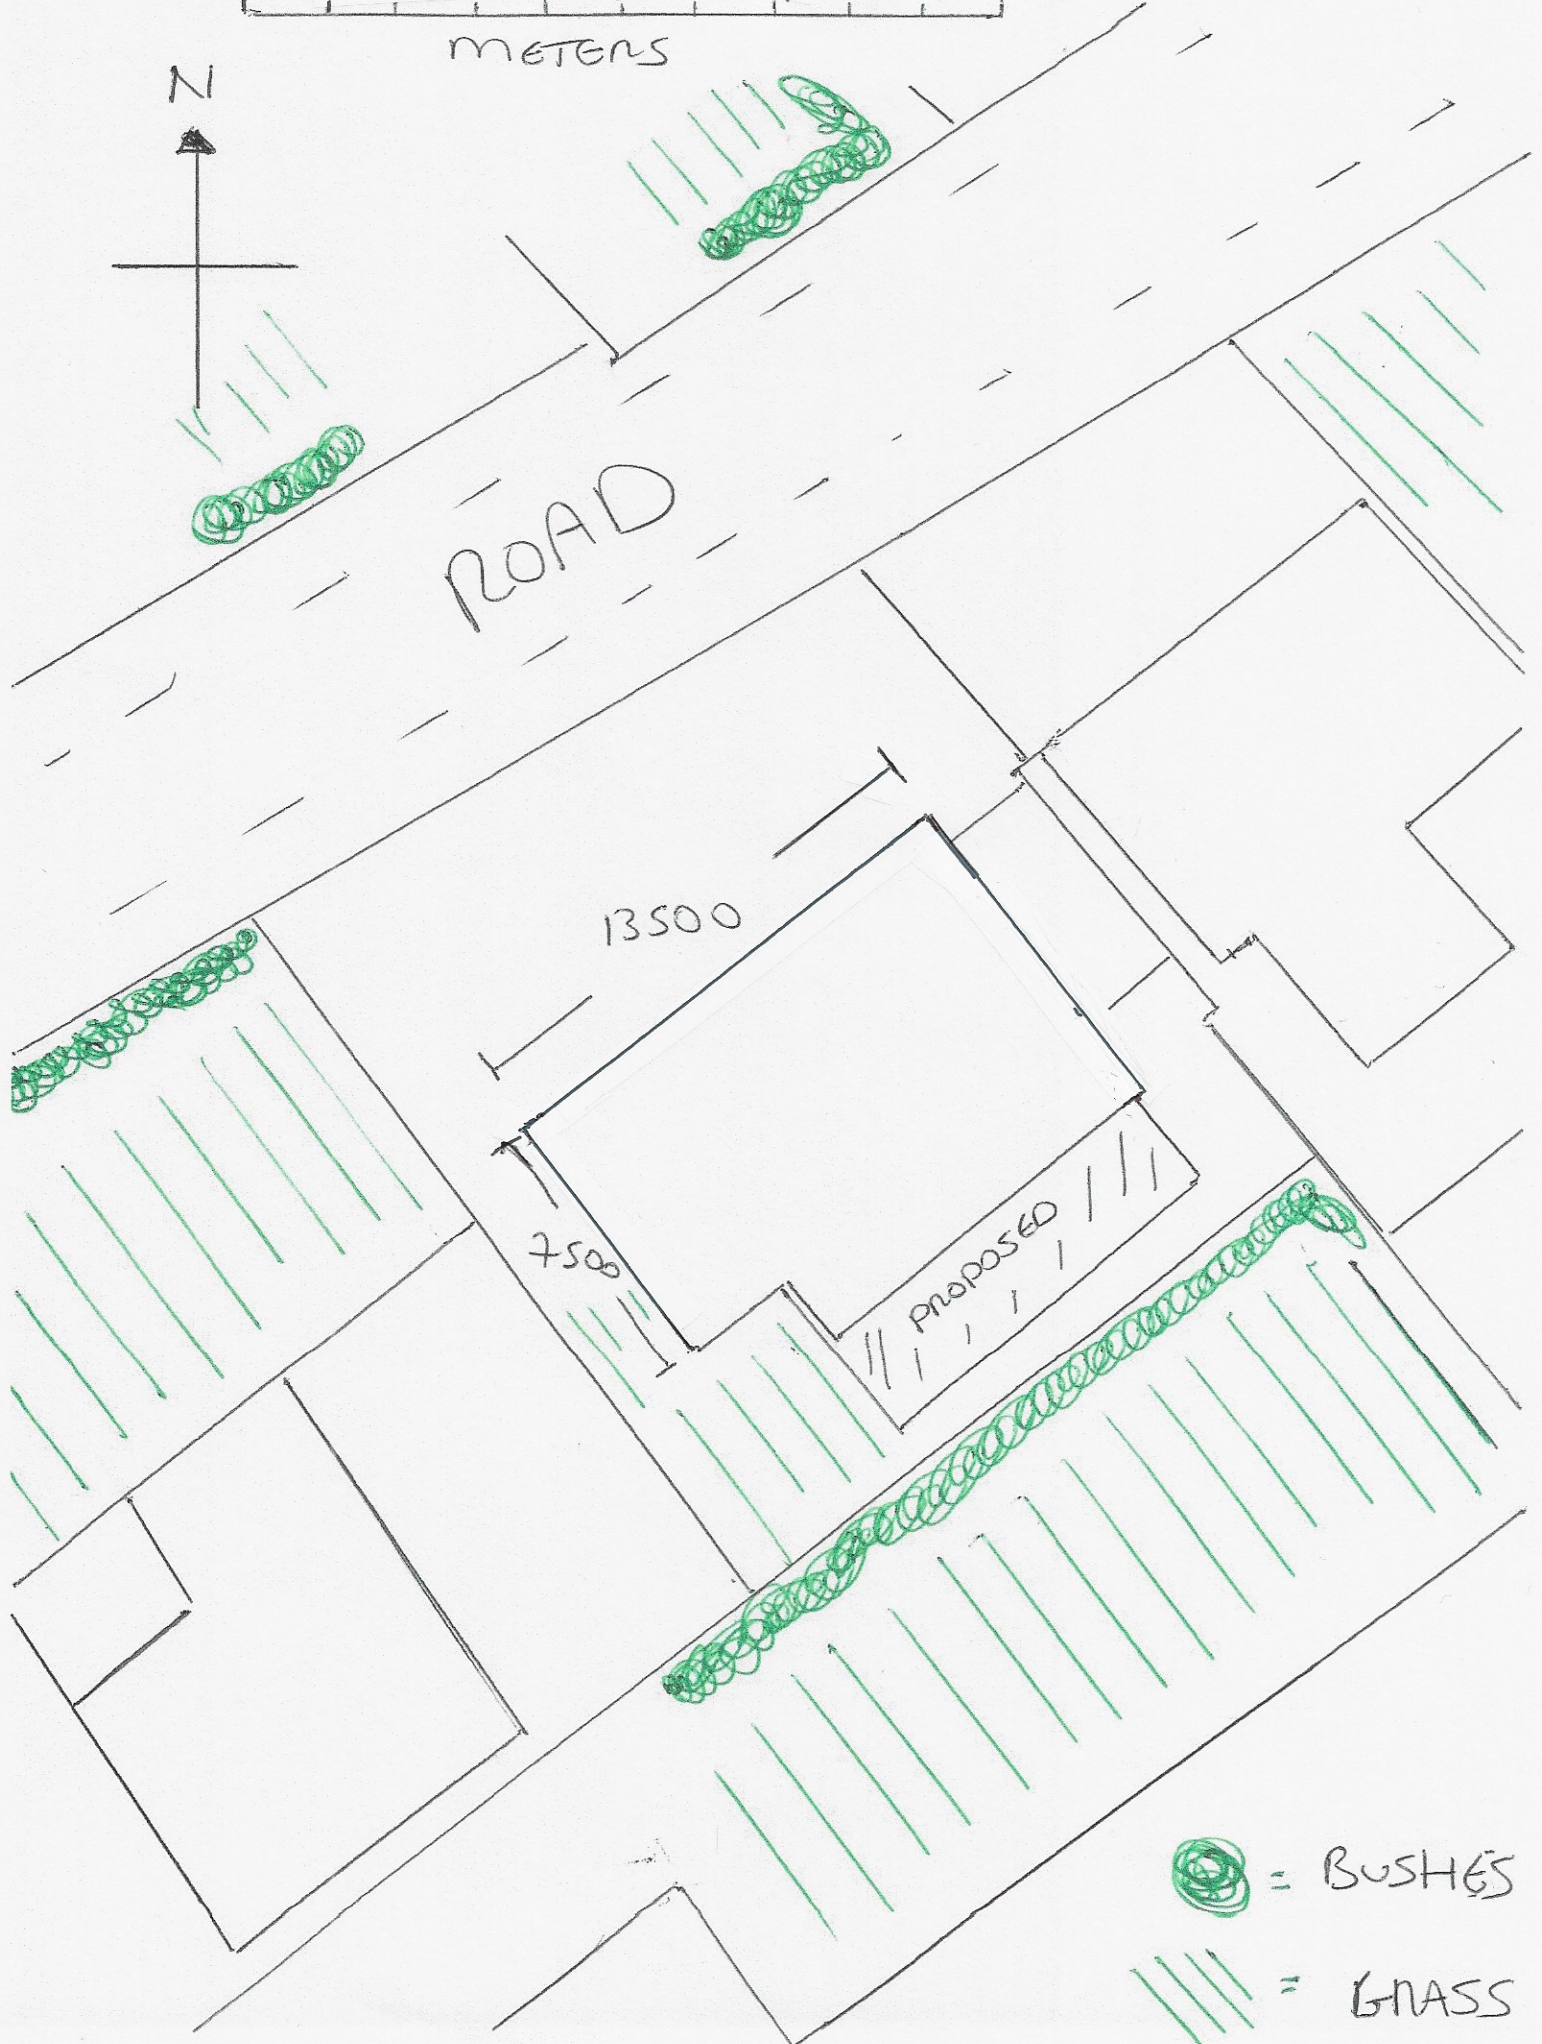 METERS
N
ROAD
13500
7500
PROPOSED
= BUSHES
= GRASS